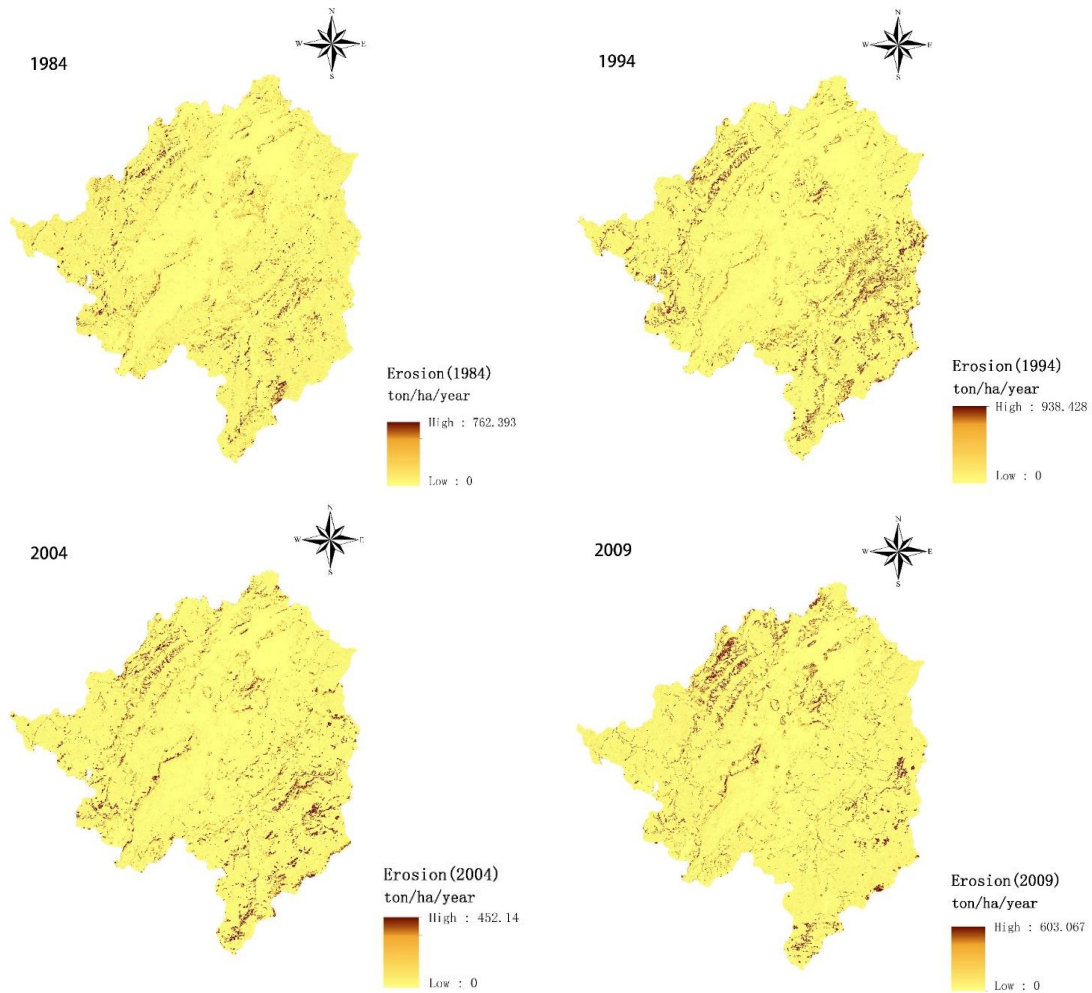 N
W E
S
1984
Erosion(1984)
ton/ha/year
High : 762.393
Low : 0
N
W E
S
1994
Erosion(1994)
ton/ha/year
High : 938.428
Low : 0
N
W
S
2004
Erosion(2004)
ton/ha/year
High : 452.14
Low : 0
N
W E
S
2009
Erosion(2009)
ton/ha/year
High : 603.067
Low : 0